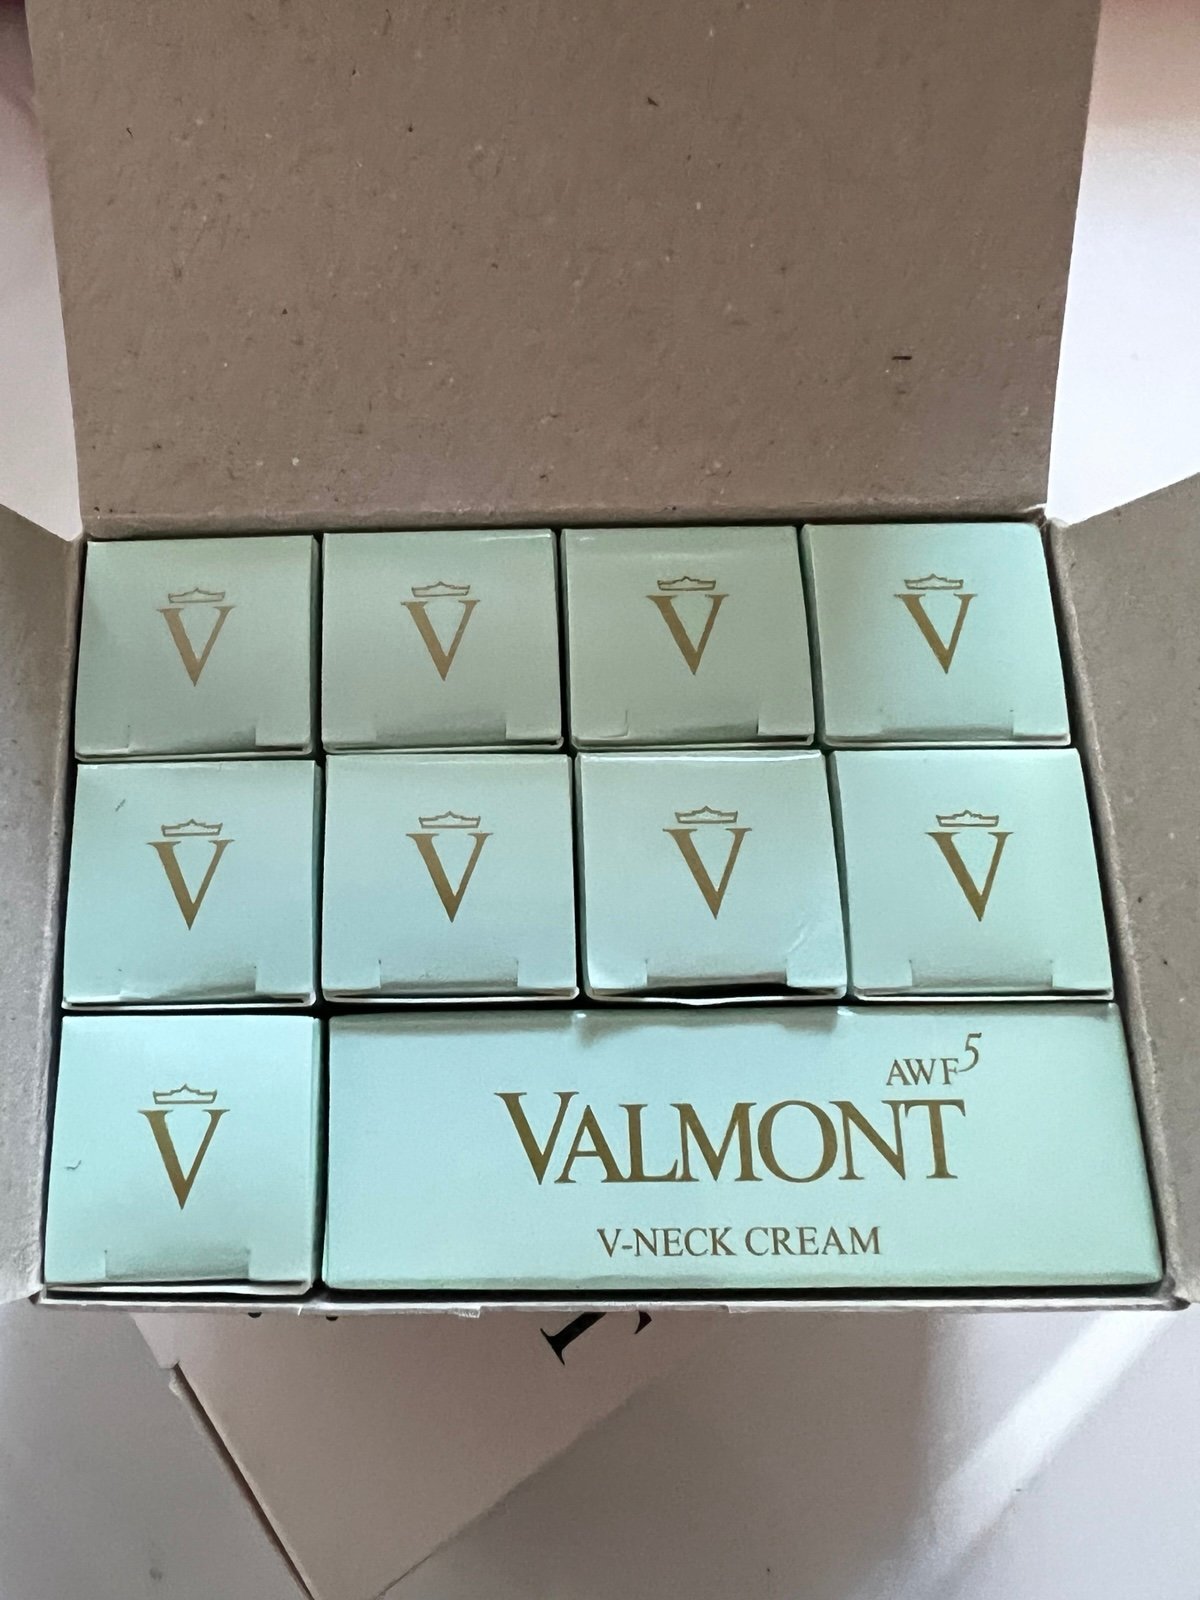 V V V V
V V V V
V
AWF⁵
VALMONT
V-NECK CREAM